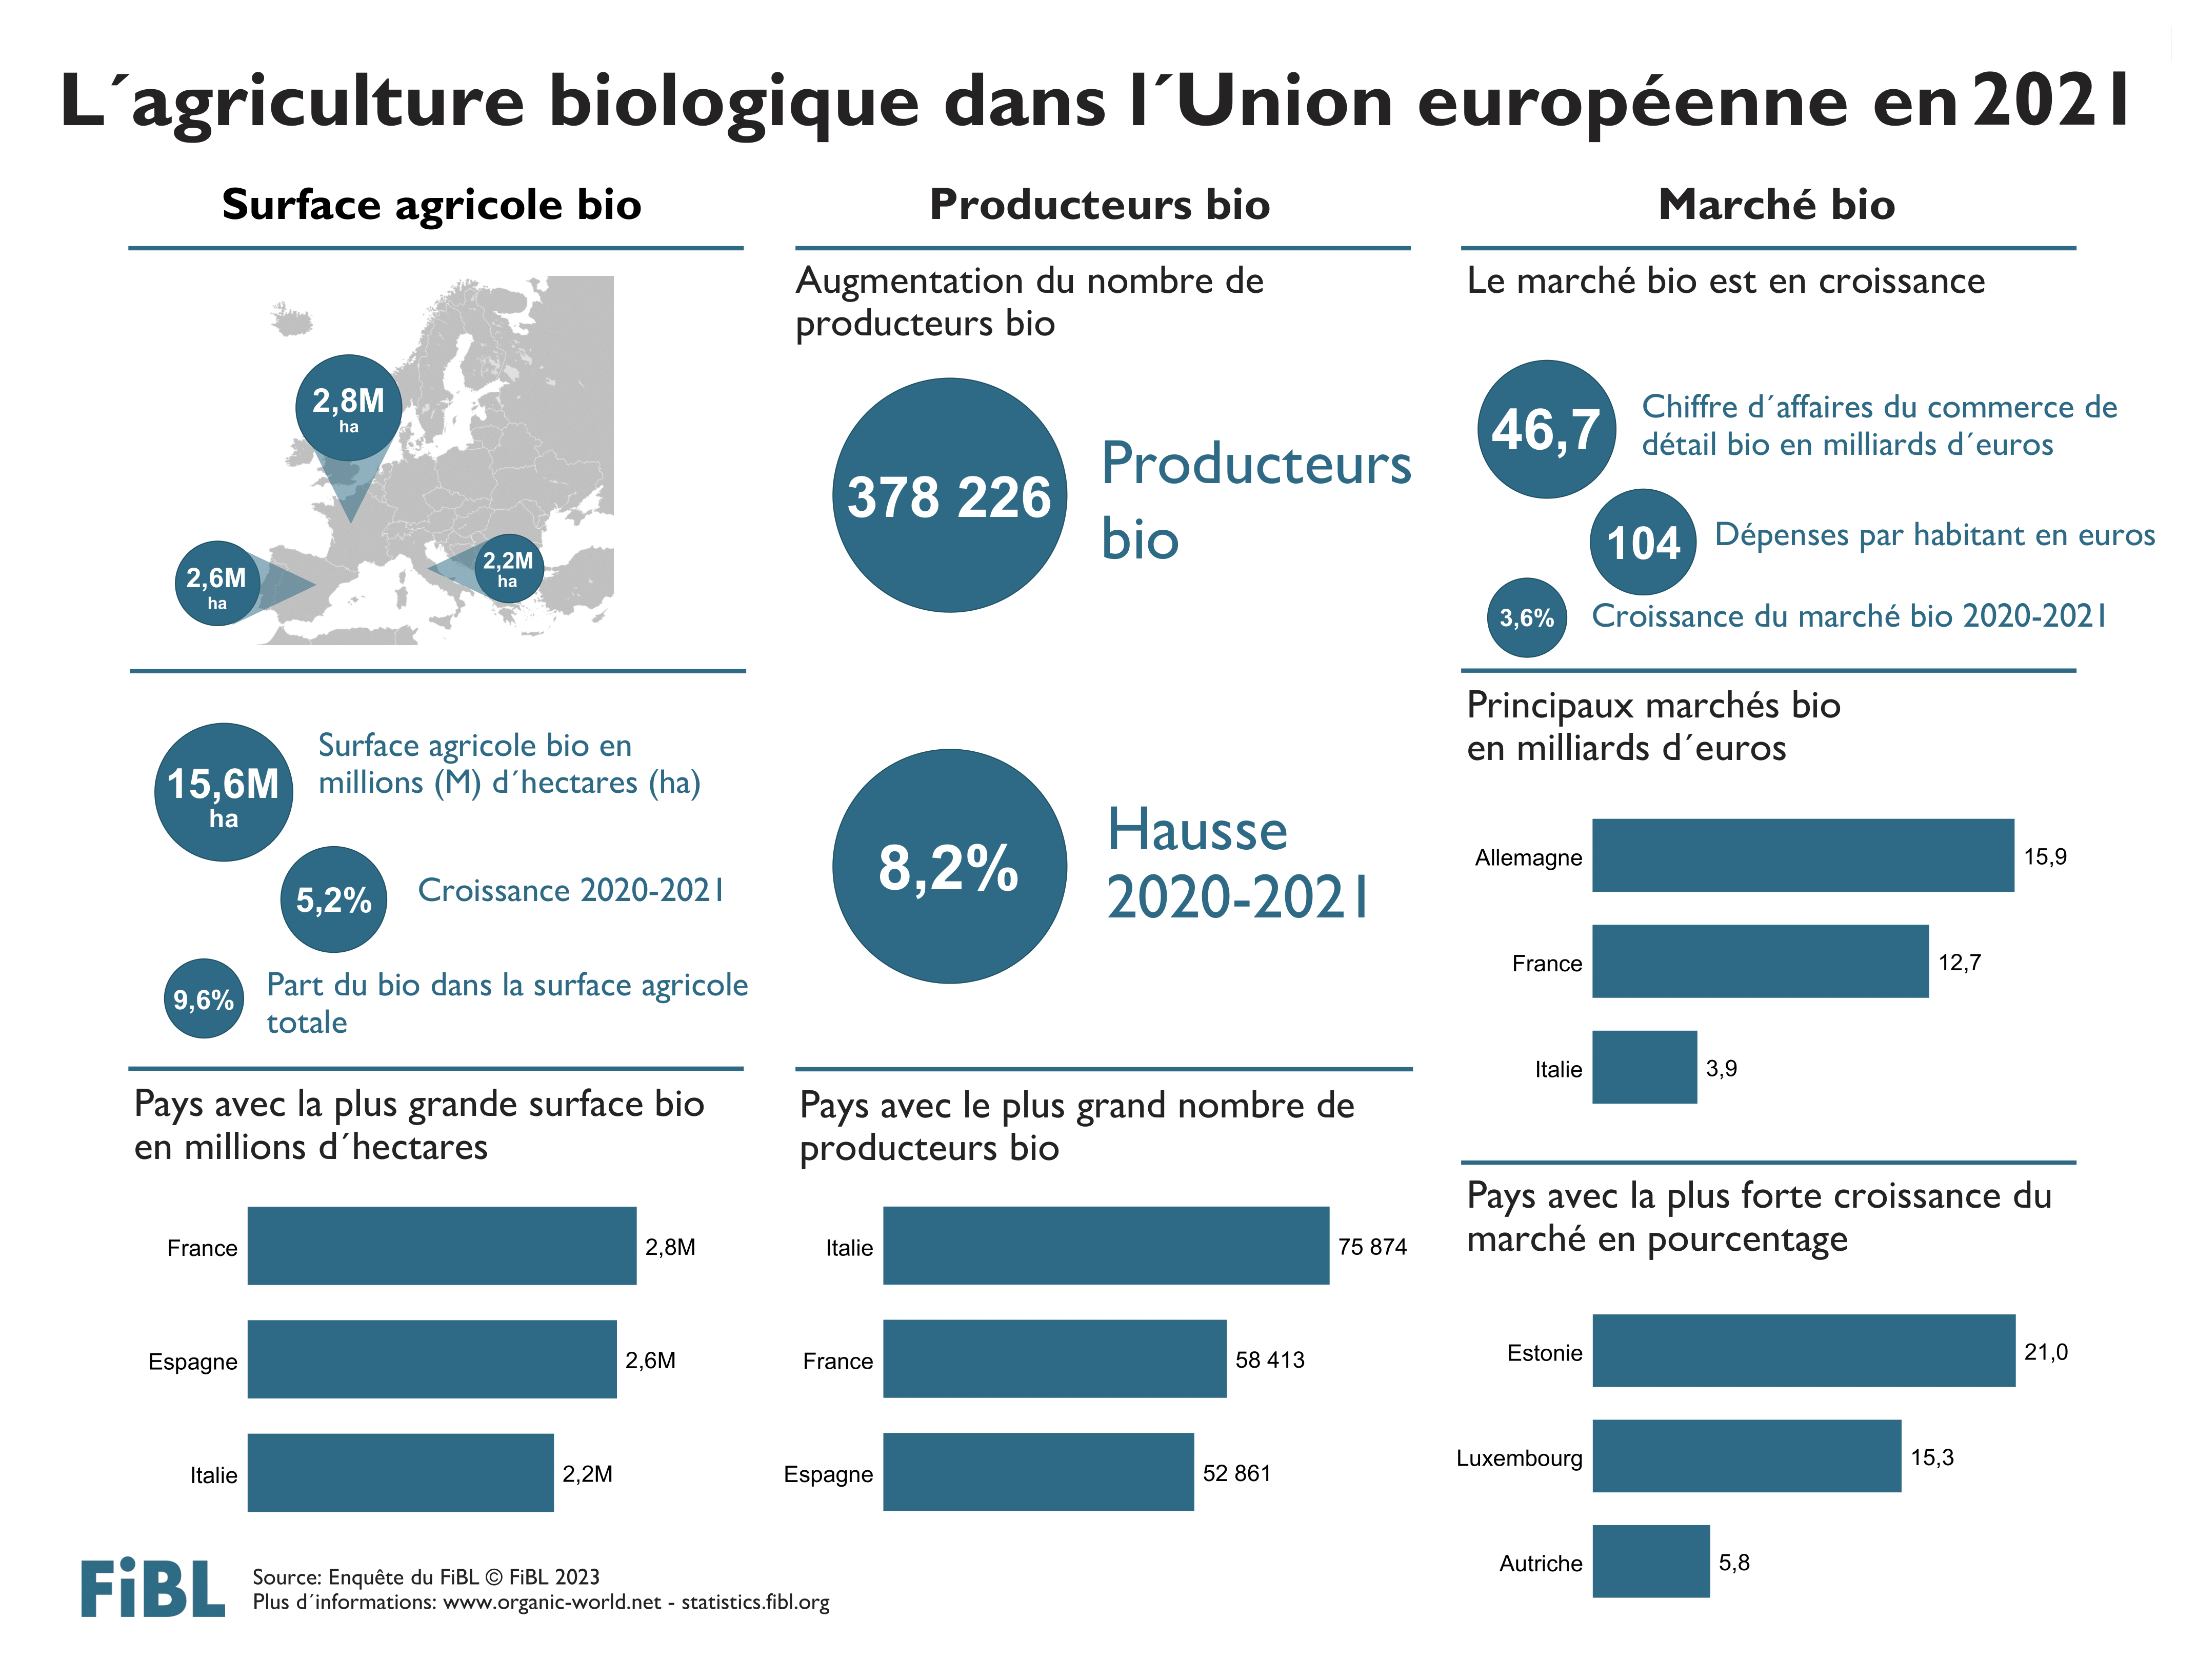 L´agriculture biologique dans l´Union européenne en 2021
Surface agricole bio
2,8M
ha
2,6M
ha
2,2M
ha
15,6M
ha
Surface agricole bio en
millions (M) d´hectares (ha)
5,2%
Croissance 2020-2021
9,6%
Part du bio dans la surface agricole
totale
Pays avec la plus grande surface bio
en millions d´hectares
France 2,8M
Espagne 2,6M
Italie 2,2M
Producteurs bio
Augmentation du nombre de
producteurs bio
378 226
Producteurs
bio
8,2%
Hausse
2020-2021
Pays avec le plus grand nombre de
producteurs bio
Italie 75 874
France 58 413
Espagne 52 861
Marché bio
Le marché bio est en croissance
46,7
Chiffre d´affaires du commerce de
détail bio en milliards d´euros
104
Dépenses par habitant en euros
3,6%
Croissance du marché bio 2020-2021
Principaux marchés bio
en milliards d´euros
Allemagne 15,9
France 12,7
Italie 3,9
Pays avec la plus forte croissance du
marché en pourcentage
Estonie 21,0
Luxembourg 15,3
Autriche 5,8
FiBL
Source: Enquête du FiBL © FiBL 2023
Plus d´informations: www.organic-world.net - statistics.fibl.org